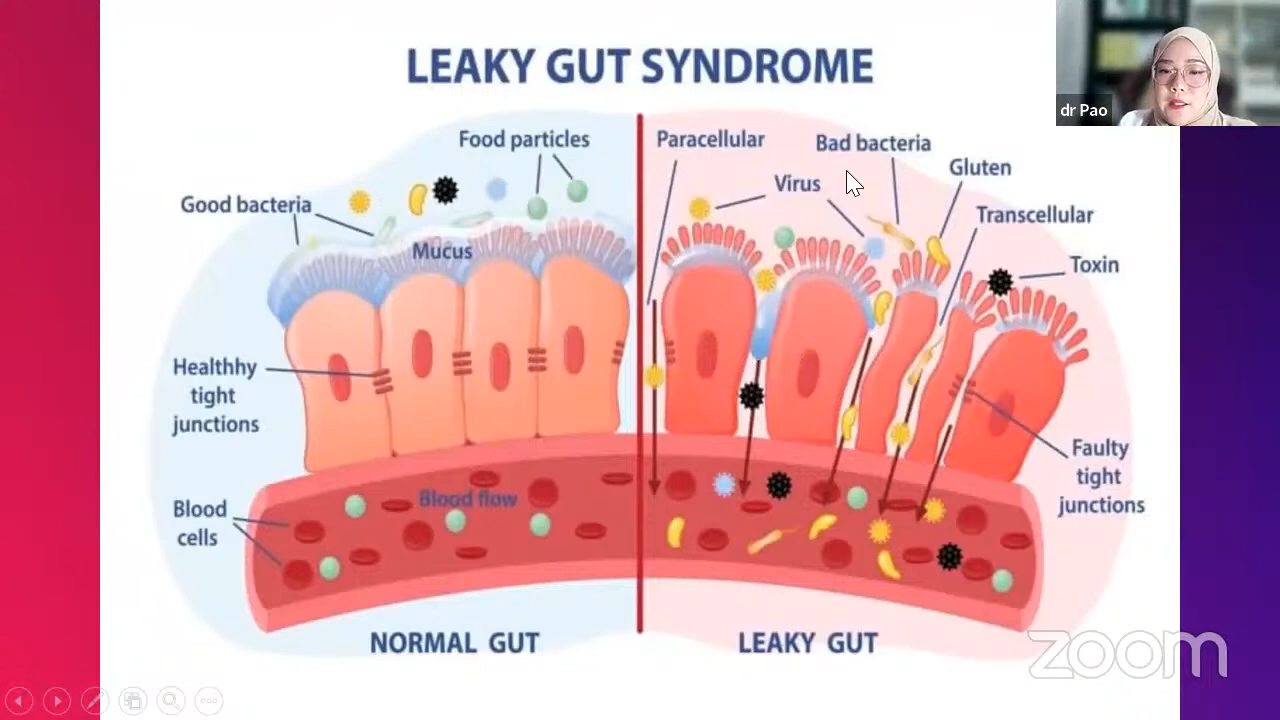 LEAKY GUT SYNDROME
dr Pao
Food particles
Paracellular
Bad bacteria
Gluten
Virus
Good bacteria
Transcellular
Mucus
Toxin
Healthhy
tight
junctions
Faulty
tight
junctions
Blood flow
Blood
cells
NORMAL GUT
LEAKY GUT
zoom